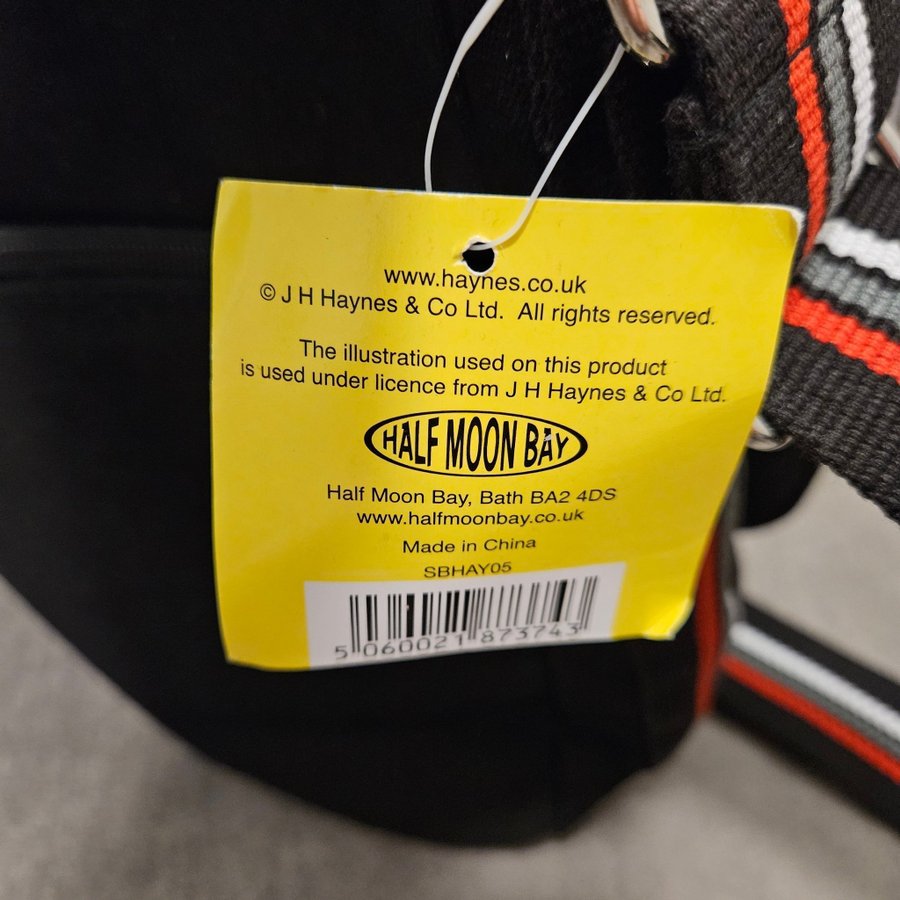 www.haynes.co.uk
© J H Haynes & Co Ltd. All rights reserved.
The illustration used on this product
is used under licence from J H Haynes & Co Ltd.
HALF MOON BAY
Half Moon Bay, Bath BA2 4DS
www.halfmoonbay.co.uk
Made in China
SBHAY05
5 060021 873743